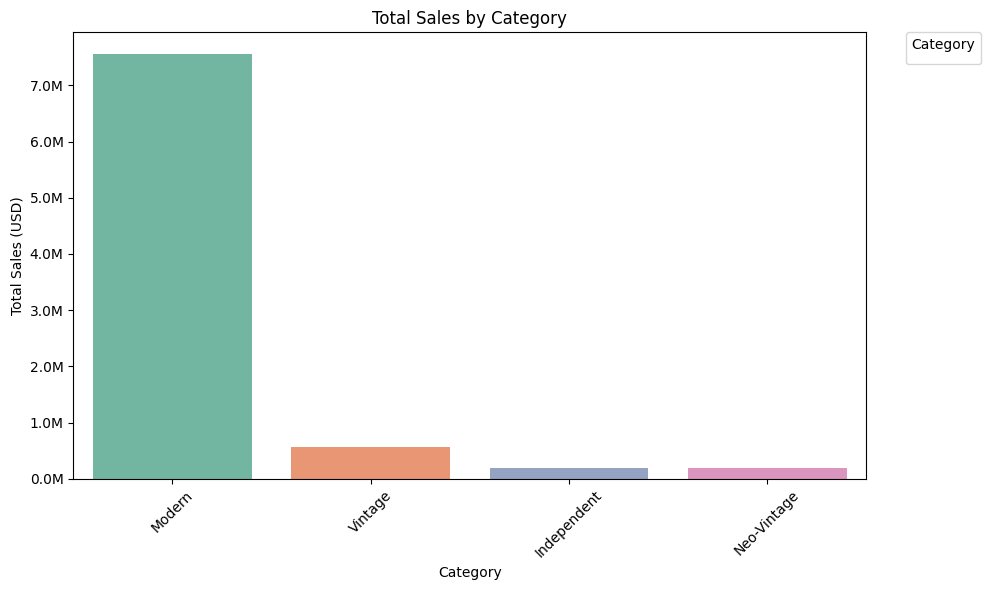 Total Sales by Category
Category
7.0M
6.0M
5.0M
4.0M
3.0M
2.0M
1.0M
0.0M
Total Sales (USD)
Modern
Vintage
Independent
Neo-Vintage
Category